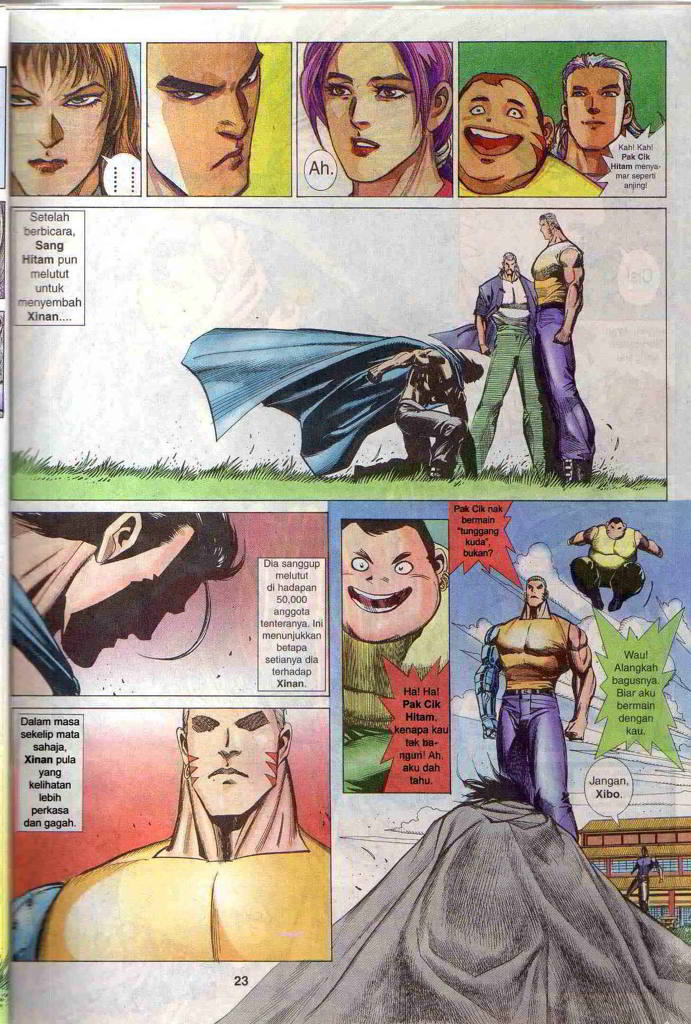 Ah.
Kah! Kah!
Pak Cik
Hitam menya-
mar seperti
anjing!
Setelah
berbicara,
Sang
Hitam pun
melutut
untuk
menyembah
Xinan....
Dia sanggup
melutut
di hadapan
50,000
anggota
tenteranya. Ini
menunjukkan
betapa
setianya dia
terhadap
Xinan.
Ha! Ha!
Pak Cik
Hitam,
kenapa kau
tak ba-
ngun! Ah,
aku dah
tahu.
Pak Cik nak
bermain
"tunggang
kuda",
bukan?
Wau!
Alangkah
bagusnya.
Biar aku
bermain
dengan
kau.
Jangan,
Xibo.
Dalam masa
sekelip mata
sahaja,
Xinan pula
yang
kelihatan
lebih
perkasa
dan gagah.
23